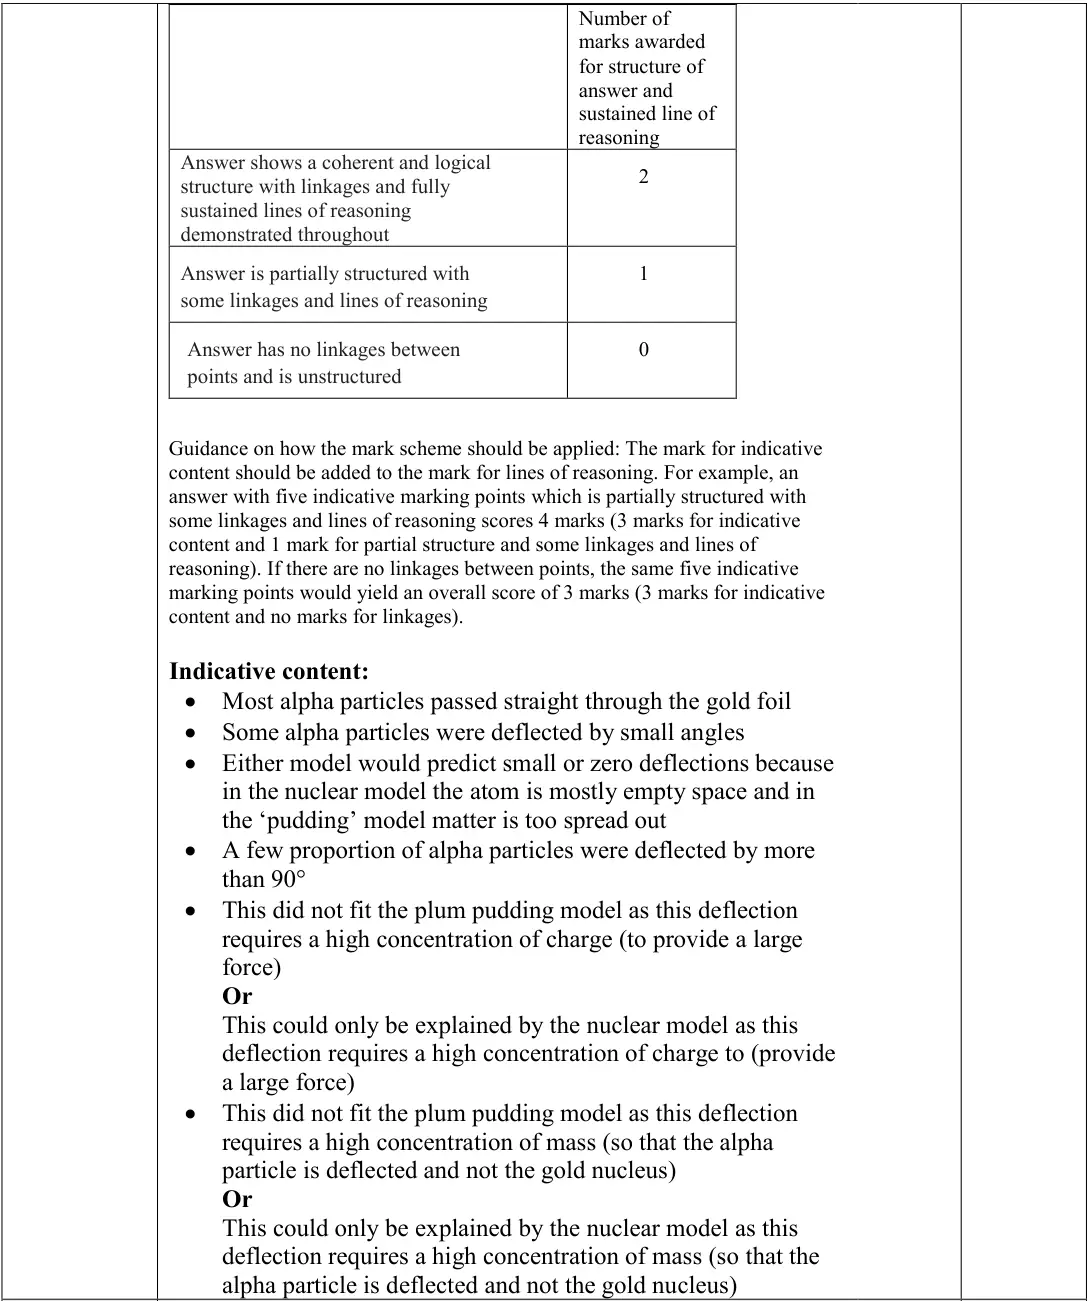 Number of
marks awarded
for structure of
answer and
sustained line of
reasoning
Answer shows a coherent and logical
structure with linkages and fully
sustained lines of reasoning
demonstrated throughout
2
Answer is partially structured with
some linkages and lines of reasoning
1
Answer has no linkages between
points and is unstructured
0
Guidance on how the mark scheme should be applied: The mark for indicative
content should be added to the mark for lines of reasoning. For example, an
answer with five indicative marking points which is partially structured with
some linkages and lines of reasoning scores 4 marks (3 marks for indicative
content and 1 mark for partial structure and some linkages and lines of
reasoning). If there are no linkages between points, the same five indicative
marking points would yield an overall score of 3 marks (3 marks for indicative
content and no marks for linkages).
Indicative content:
• Most alpha particles passed straight through the gold foil
• Some alpha particles were deflected by small angles
• Either model would predict small or zero deflections because
in the nuclear model the atom is mostly empty space and in
the ‘pudding’ model matter is too spread out
• A few proportion of alpha particles were deflected by more
than 90°
• This did not fit the plum pudding model as this deflection
requires a high concentration of charge (to provide a large
force)
Or
This could only be explained by the nuclear model as this
deflection requires a high concentration of charge to (provide
a large force)
• This did not fit the plum pudding model as this deflection
requires a high concentration of mass (so that the alpha
particle is deflected and not the gold nucleus)
Or
This could only be explained by the nuclear model as this
deflection requires a high concentration of mass (so that the
alpha particle is deflected and not the gold nucleus)